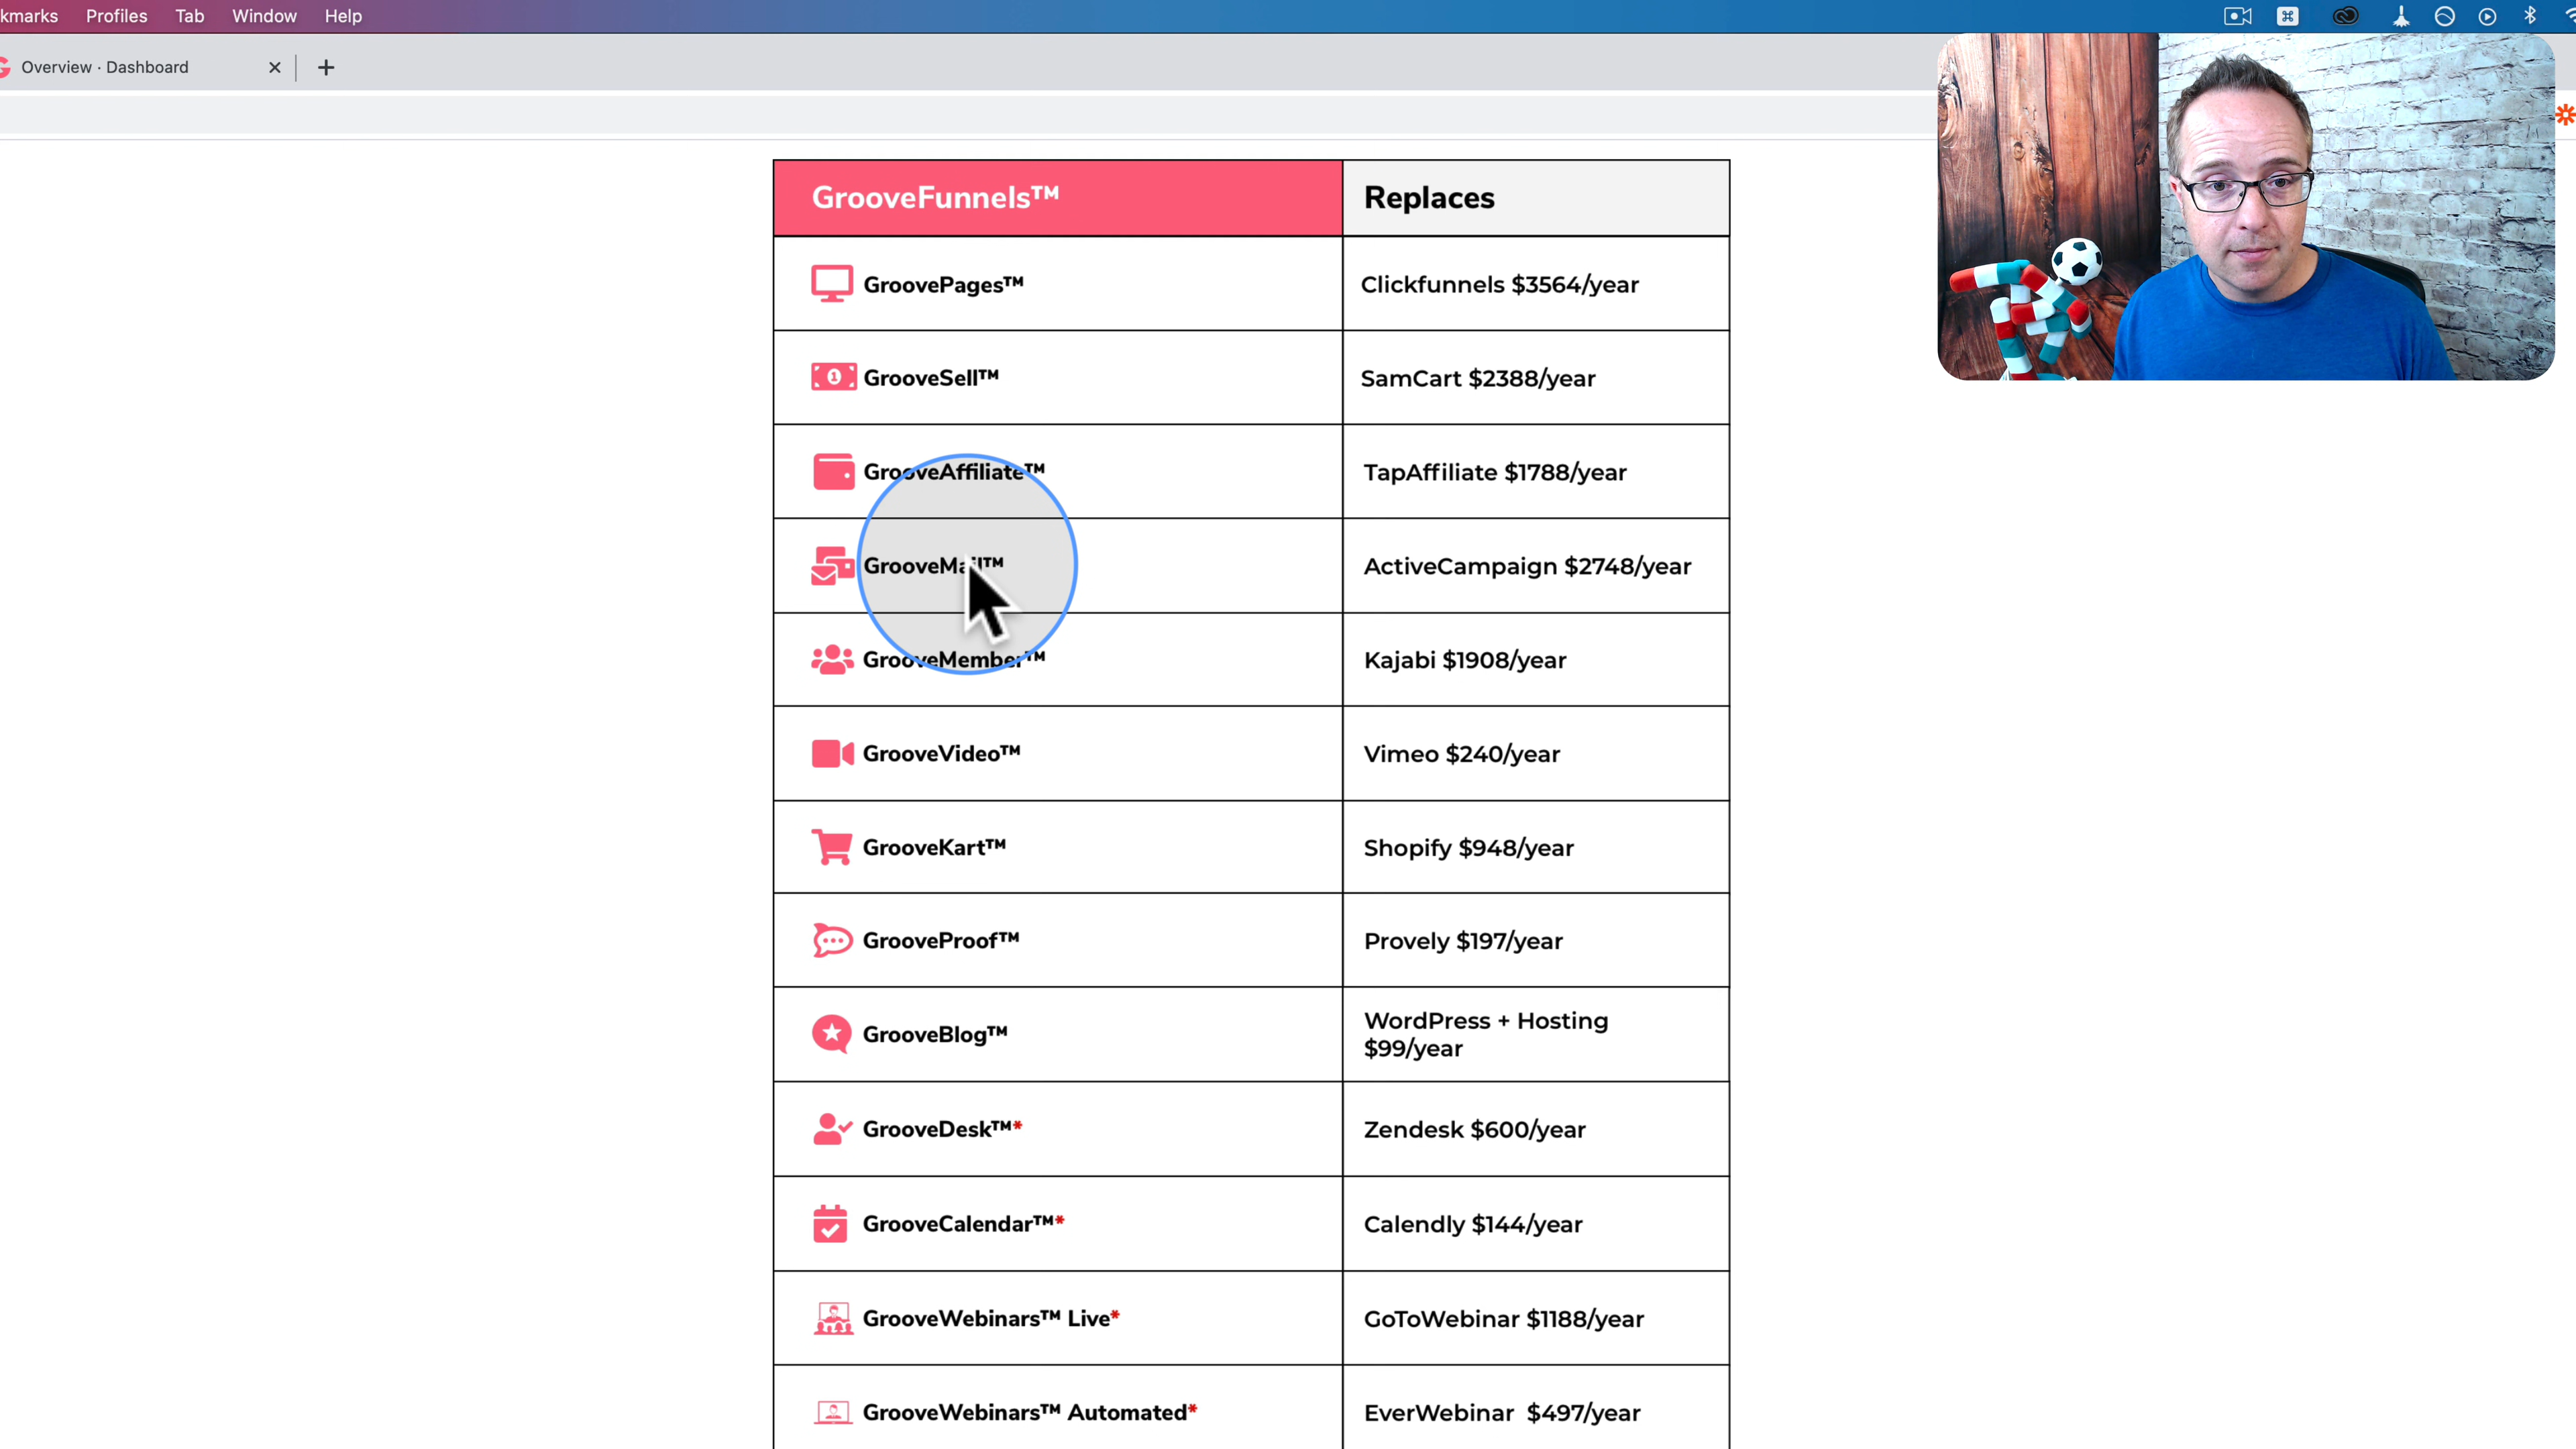 kmarks Profiles Tab Window Help
Overview · Dashboard
GrooveFunnels™ Replaces
GroovePages™ Clickfunnels $3564/year
GrooveSell™ SamCart $2388/year
GrooveAffiliate™ TapAffiliate $1788/year
GrooveMail™ ActiveCampaign $2748/year
GrooveMember™ Kajabi $1908/year
GrooveVideo™ Vimeo $240/year
GrooveKart™ Shopify $948/year
GrooveProof™ Provely $197/year
GrooveBlog™ WordPress + Hosting
$99/year
GrooveDesk™* Zendesk $600/year
GrooveCalendar™* Calendly $144/year
GrooveWebinars™ Live* GoToWebinar $1188/year
GrooveWebinars™ Automated* EverWebinar $497/year